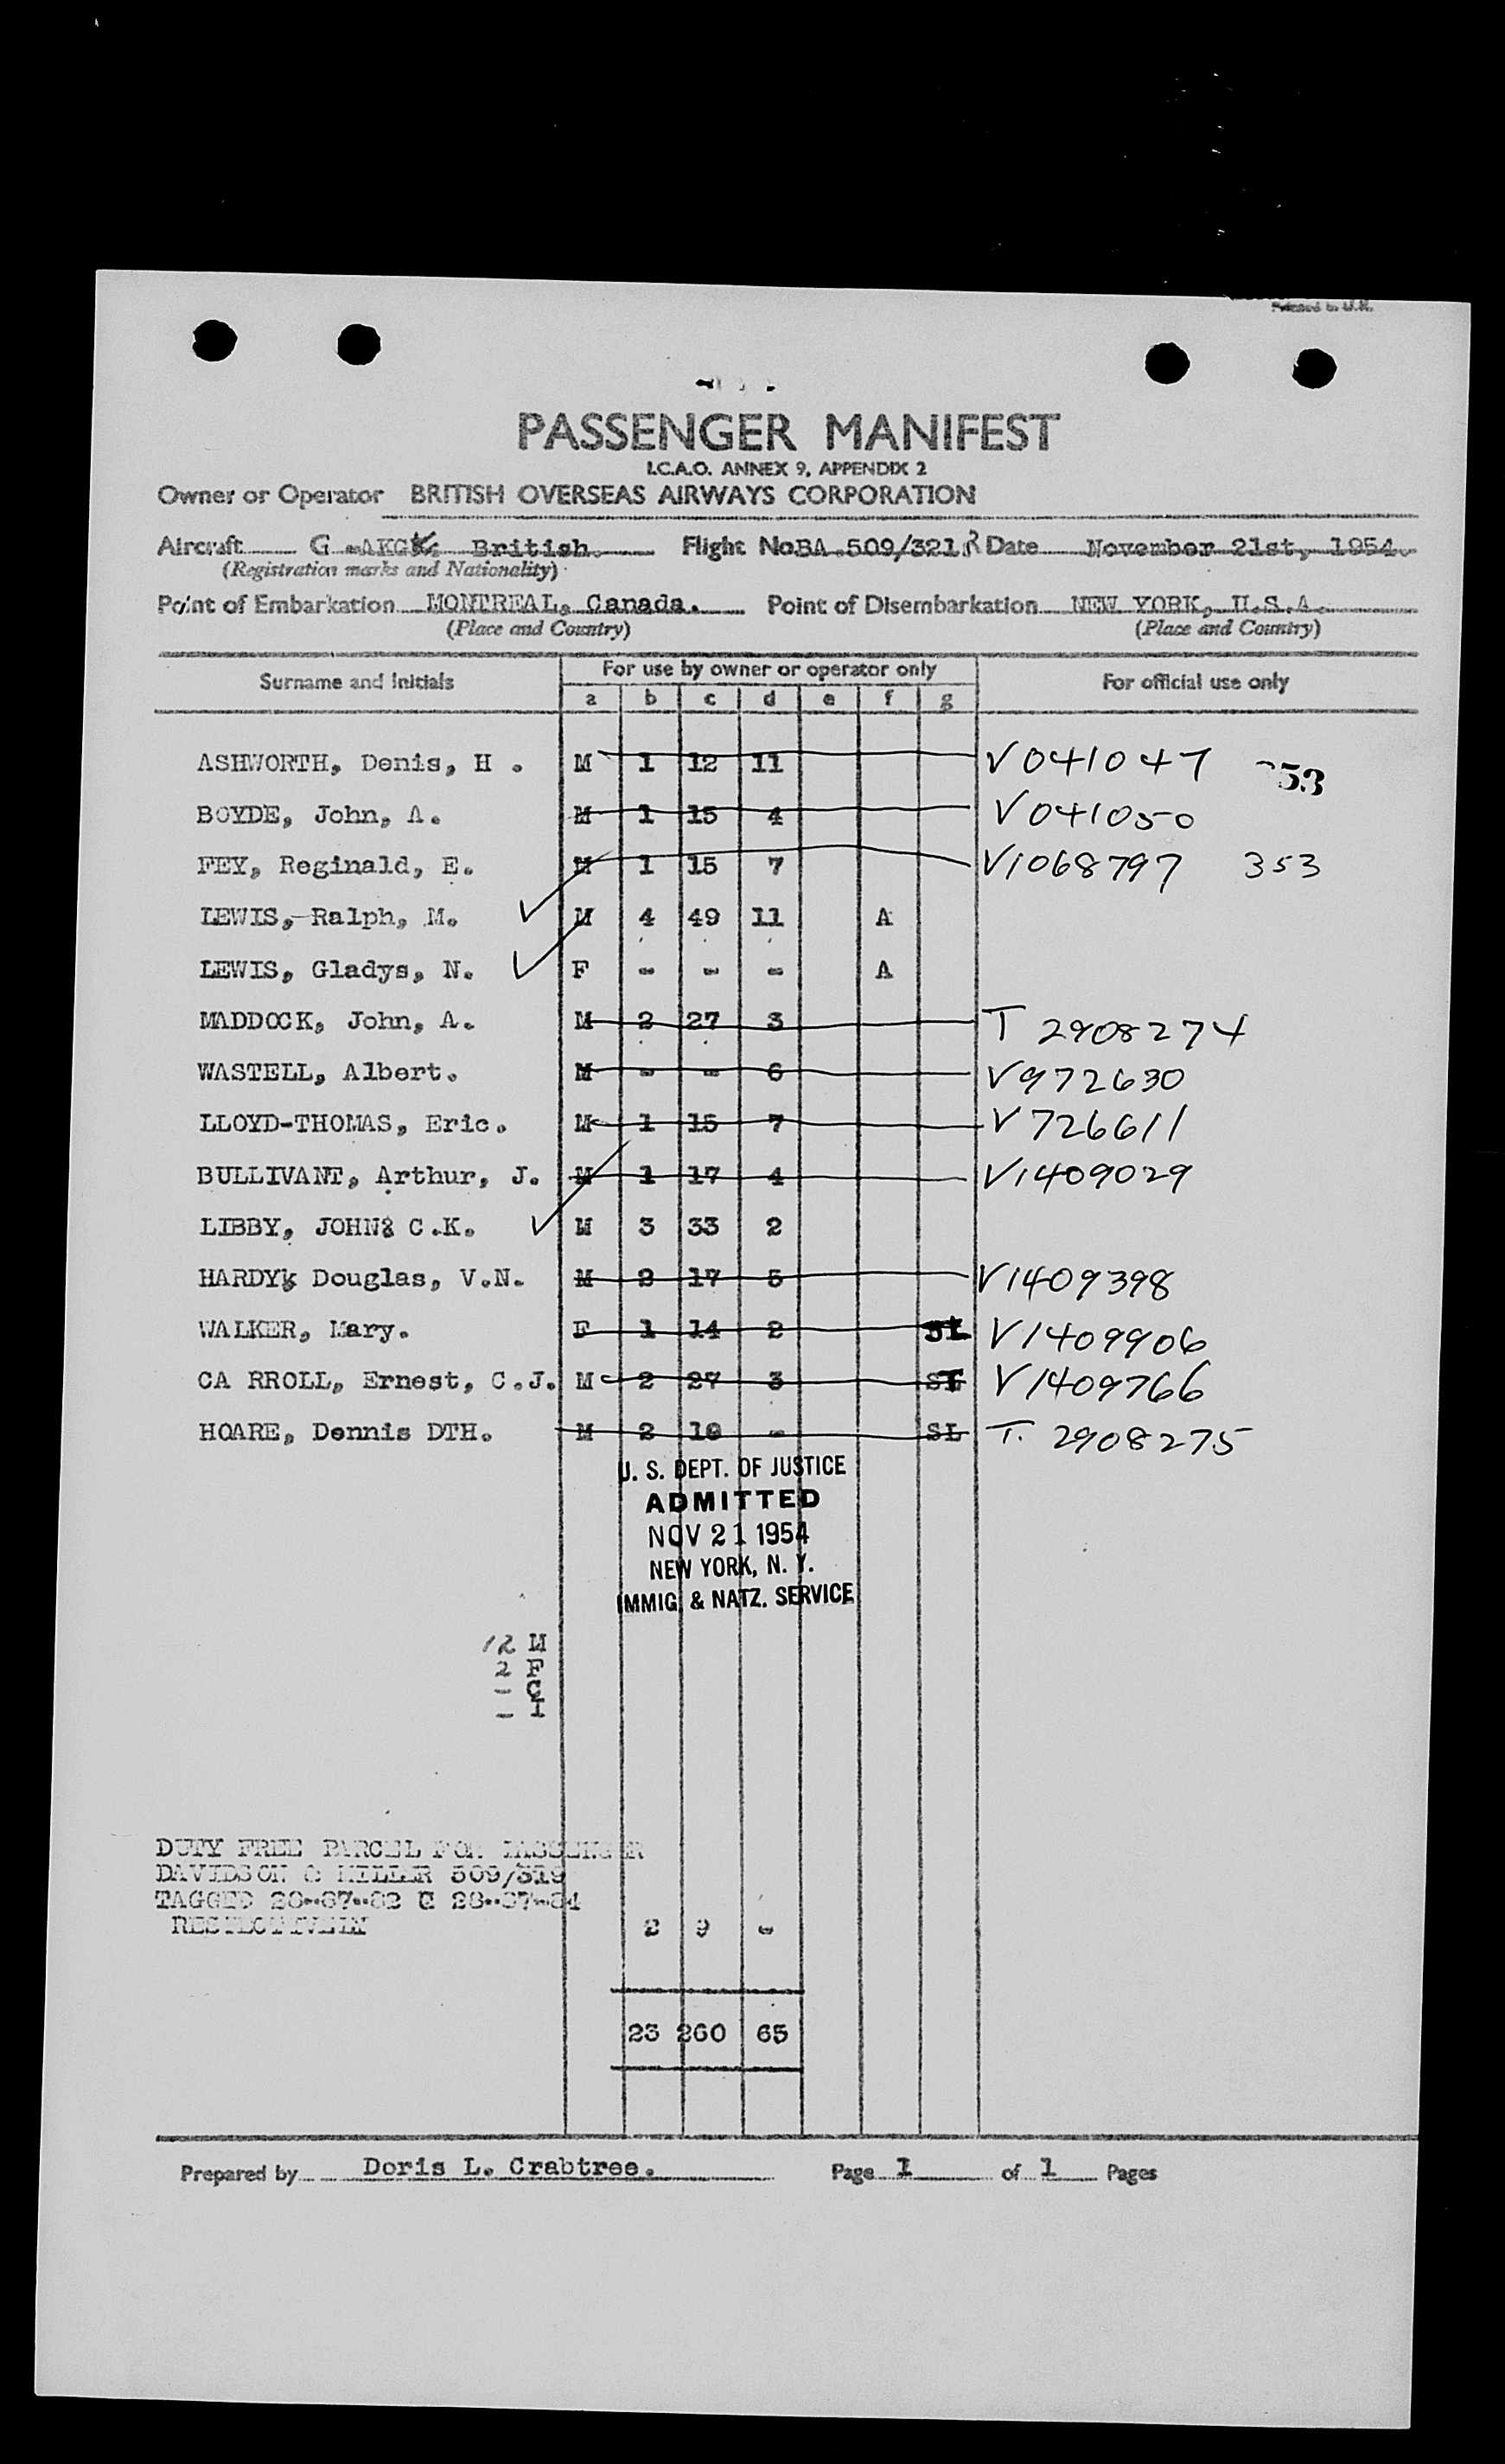 Printed in U.K.
PASSENGER MANIFEST
I.C.A.O. ANNEX 9, APPENDIX 2
Owner or Operator BRITISH OVERSEAS AIRWAYS CORPORATION
Aircraft G -AKGK. British. Flight No. BA.509/321R Date November 21st, 1954.
(Registration marks and Nationality)
Point of Embarkation MONTREAL, Canada. Point of Disembarkation NEW YORK, U.S.A.
(Place and Country) (Place and Country)
Surname and Initials For use by owner or operator only For official use only
a b c d e f g
ASHWORTH, Denis, H . M 1 12 11 V041047 353
BOYDE, John, A. M 1 15 4 V041050
FEY, Reginald, E. M 1 15 7 V1068797 353
LEWIS, Ralph, M. M 4 49 11 A
LEWIS, Gladys, N. F - - - A
MADDOCK, John, A. M 2 27 3 T 2908274
WASTELL, Albert. M - - 6 V972630
LLOYD-THOMAS, Eric. M 1 15 7 V726611
BULLIVANT, Arthur, J. M 1 17 4 V1409029
LIBBY, JOHN& C.K. M 3 33 2
HARDY, Douglas, V.N. M 2 17 5 V1409398
WALKER, Mary. F 1 14 2 SL V1409906
CA RROLL, Ernest, C.J. M 2 27 3 V1409766
HOARE, Dennis DTH. M 2 10 - SL T. 2908275
U. S. DEPT. OF JUSTICE
ADMITTED
NOV 21 1954
NEW YORK, N. Y.
IMMIG. & NATZ. SERVICE
12 M
2 F
- C
- I
DUTY FREE PARCEL FOR PASSENGER
DAVIDSON & MILLER 509/319
TAGGED
RESPECTIVELY 2 9 -
23 260 65
Prepared by Doris L. Crabtree. Page 1 of 1 Pages